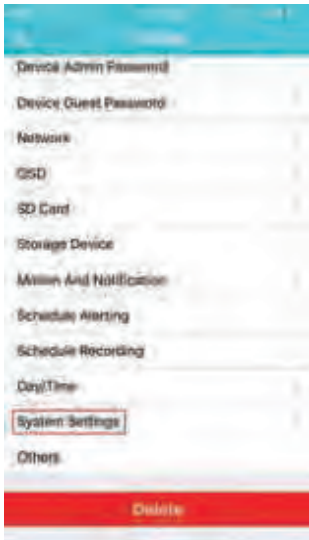 Device Admin Password
Device Guest Password
Network
OSD
SD Card
Storage Device
Motion And Notification
Schedule Alerting
Schedule Recording
Day/Time
System Settings
Others
Delete